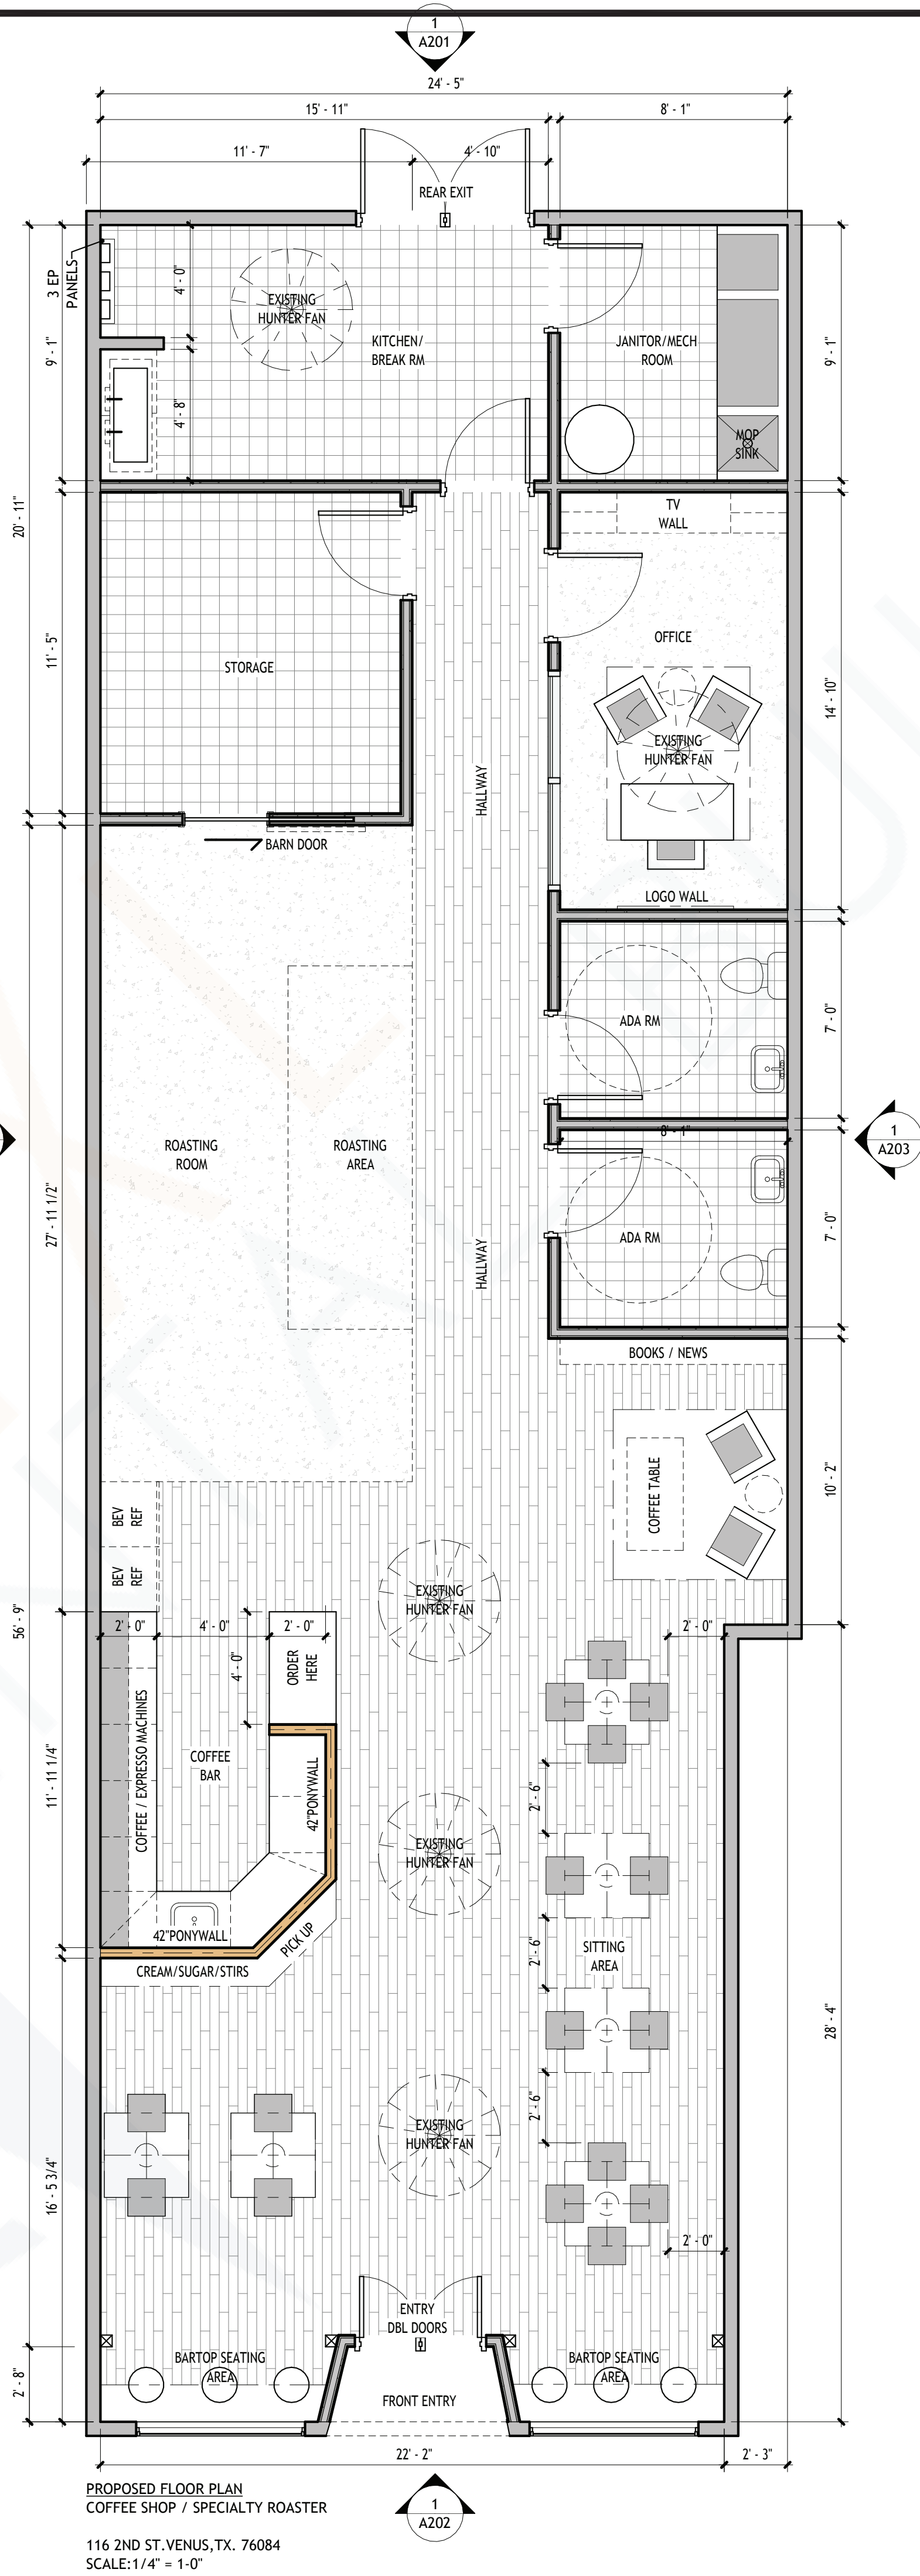 1
A201
24' - 5"
15' - 11"
8' - 1"
11' - 7"
4' - 10"
REAR EXIT
3 EP
PANELS
4' - 0"
EXISTING
HUNTER FAN
KITCHEN/
BREAK RM
JANITOR/MECH
ROOM
9' - 1"
9' - 1"
4' - 8"
MOP
SINK
20' - 11"
TV
WALL
11' - 5"
STORAGE
OFFICE
14' - 10"
EXISTING
HUNTER FAN
HALLWAY
BARN DOOR
LOGO WALL
ADA RM
7' - 0"
ROASTING
ROOM
ROASTING
AREA
8' - 1"
1
A203
27' - 11 1/2"
HALLWAY
ADA RM
7' - 0"
BOOKS / NEWS
COFFEE TABLE
10' - 2"
BEV
REF
BEV
REF
EXISTING
HUNTER FAN
56' - 9"
2' - 0"
4' - 0"
2' - 0"
2' - 0"
4' - 0"
ORDER
HERE
COFFEE / EXPRESSO MACHINES
COFFEE
BAR
42"PONYWALL
11' - 11 1/4"
2' - 6"
EXISTING
HUNTER FAN
42"PONYWALL
PICK UP
2' - 6"
SITTING
AREA
CREAM/SUGAR/STIRS
28' - 4"
2' - 6"
EXISTING
HUNTER FAN
16' - 5 3/4"
2' - 0"
ENTRY
DBL DOORS
2' - 8"
BARTOP SEATING
AREA
BARTOP SEATING
AREA
FRONT ENTRY
22' - 2"
2' - 3"
PROPOSED FLOOR PLAN
COFFEE SHOP / SPECIALTY ROASTER
1
A202
116 2ND ST.VENUS,TX. 76084
SCALE:1/4" = 1-0"